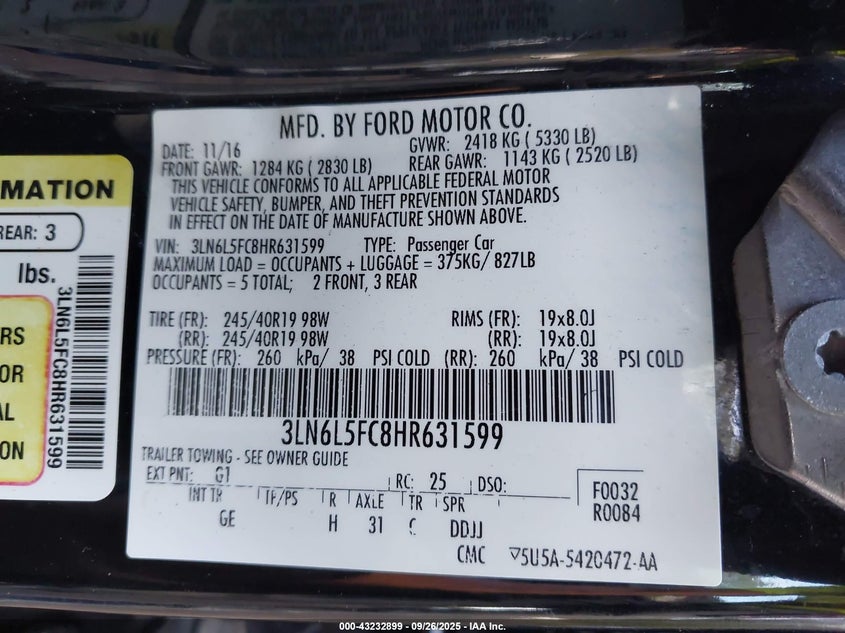 MATION
REAR: 3
lbs.
RS
OR
AL
ON
3LN6L5FC8HR631599
MFD. BY FORD MOTOR CO.
DATE: 11/16 GVWR: 2418 KG ( 5330 LB)
FRONT GAWR: 1284 KG ( 2830 LB) REAR GAWR: 1143 KG ( 2520 LB)
THIS VEHICLE CONFORMS TO ALL APPLICABLE FEDERAL MOTOR
VEHICLE SAFETY, BUMPER, AND THEFT PREVENTION STANDARDS
IN EFFECT ON THE DATE OF MANUFACTURE SHOWN ABOVE.
VIN: 3LN6L5FC8HR631599 TYPE: Passenger Car
MAXIMUM LOAD = OCCUPANTS + LUGGAGE = 375KG/ 827LB
OCCUPANTS = 5 TOTAL; 2 FRONT, 3 REAR
TIRE (FR): 245/40R19 98W RIMS (FR): 19x8.0J
(RR): 245/40R19 98W (RR): 19x8.0J
PRESSURE (FR): 260 kPa/ 38 PSI COLD (RR): 260 kPa/ 38 PSI COLD
3LN6L5FC8HR631599
TRAILER TOWING - SEE OWNER GUIDE
EXT PNT: G1 RC: 25 DSO: F0032
INT TR TP/PS R AXLE TR SPR R0084
GE H 31 C DDJJ
CMC 5U5A-5420472-AA
000-43232899 - 09/26/2025 - IAA Inc.